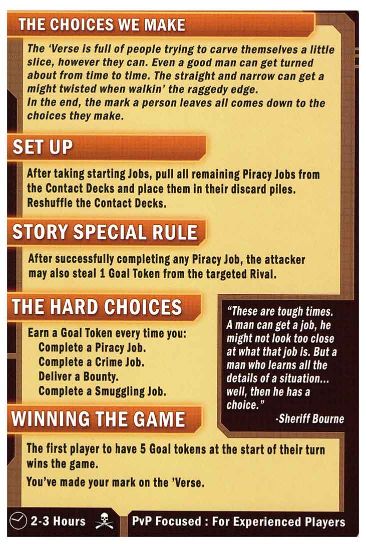 THE CHOICES WE MAKE
The ‘Verse is full of people trying to carve themselves a little
slice, however they can. Even a good man can get turned
about from time to time. The straight and narrow can get a
might twisted when walkin’ the raggedy edge.
In the end, the mark a person leaves all comes down to the
choices they make.
SET UP
After taking starting Jobs, pull all remaining Piracy Jobs from
the Contact Decks and place them in their discard piles.
Reshuffle the Contact Decks.
STORY SPECIAL RULE
After successfully completing any Piracy Job, the attacker
may also steal 1 Goal Token from the targeted Rival.
THE HARD CHOICES
Earn a Goal Token every time you:
Complete a Piracy Job.
Complete a Crime Job.
Deliver a Bounty.
Complete a Smuggling Job.
“These are tough times.
A man can get a job, he
might not look too close
at what that job is. But a
man who learns all the
details of a situation...
well, then he has a
choice.”
-Sheriff Bourne
WINNING THE GAME
The first player to have 5 Goal tokens at the start of their turn
wins the game.
You’ve made your mark on the ‘Verse.
2-3 Hours PvP Focused : For Experienced Players